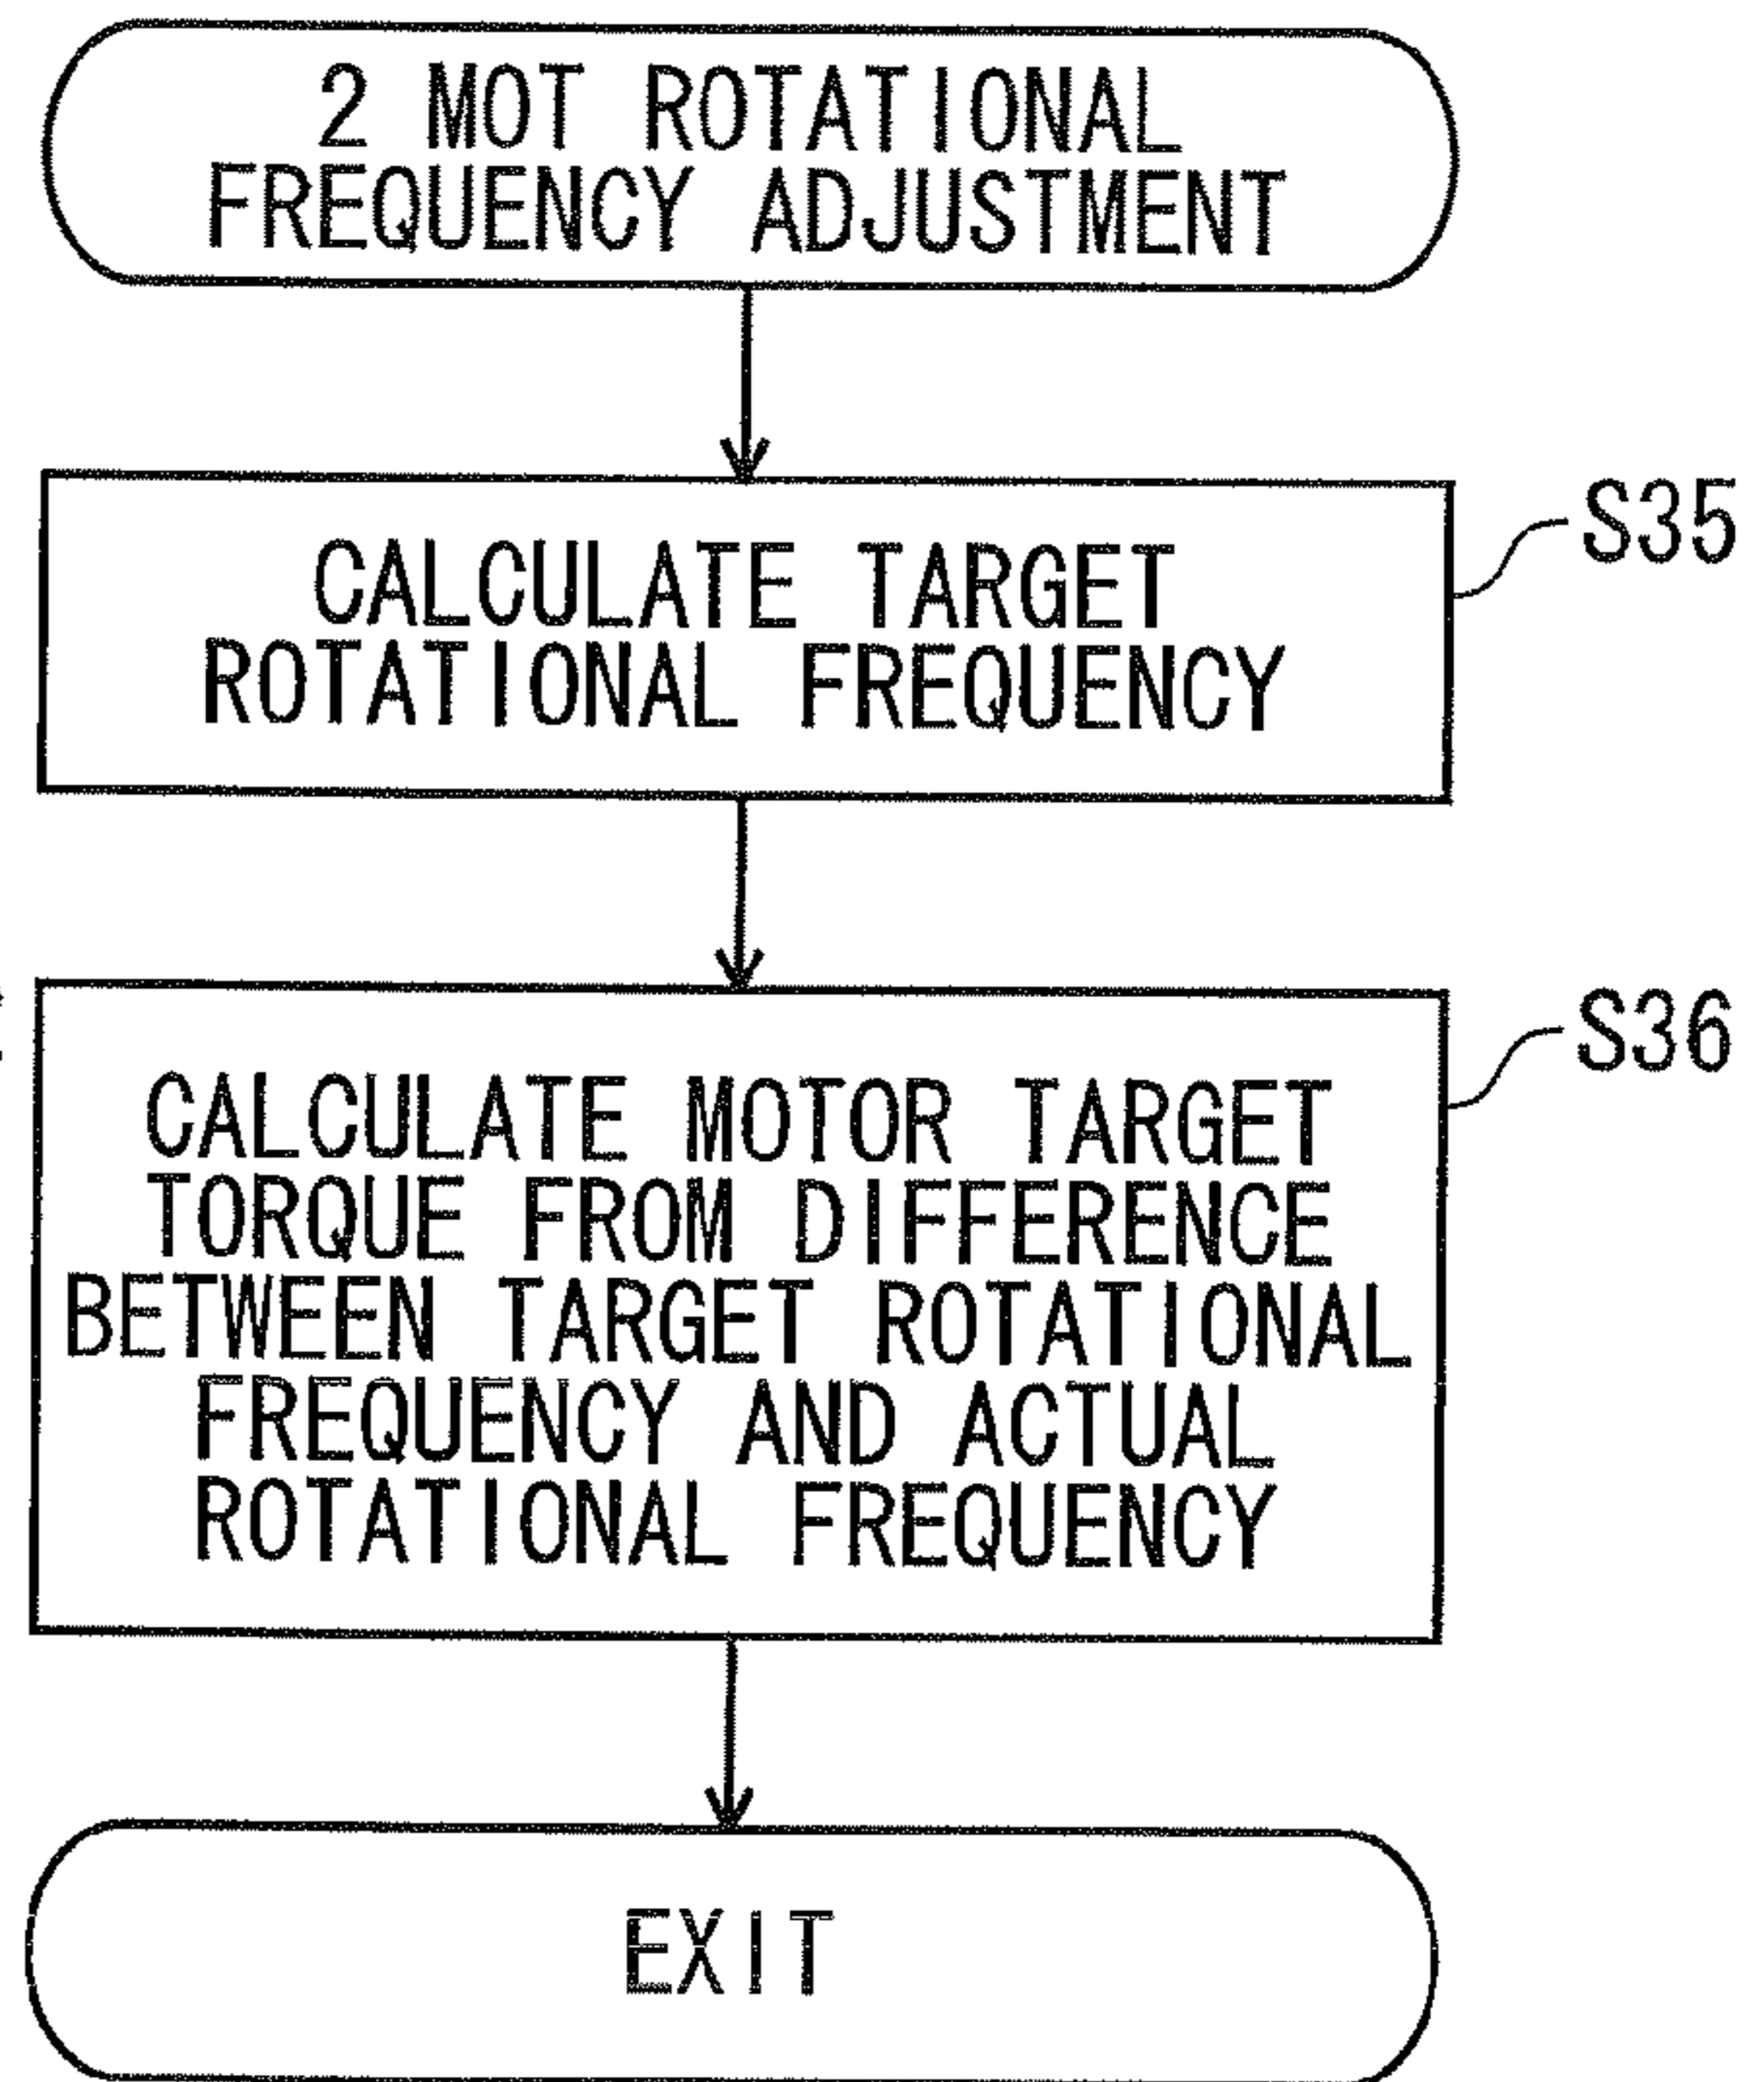 2 MOT ROTATIONAL
FREQUENCY ADJUSTMENT
CALCULATE TARGET
ROTATIONAL FREQUENCY
S35
CALCULATE MOTOR TARGET
TORQUE FROM DIFFERENCE
BETWEEN TARGET ROTATIONAL
FREQUENCY AND ACTUAL
ROTATIONAL FREQUENCY
S36
EXIT